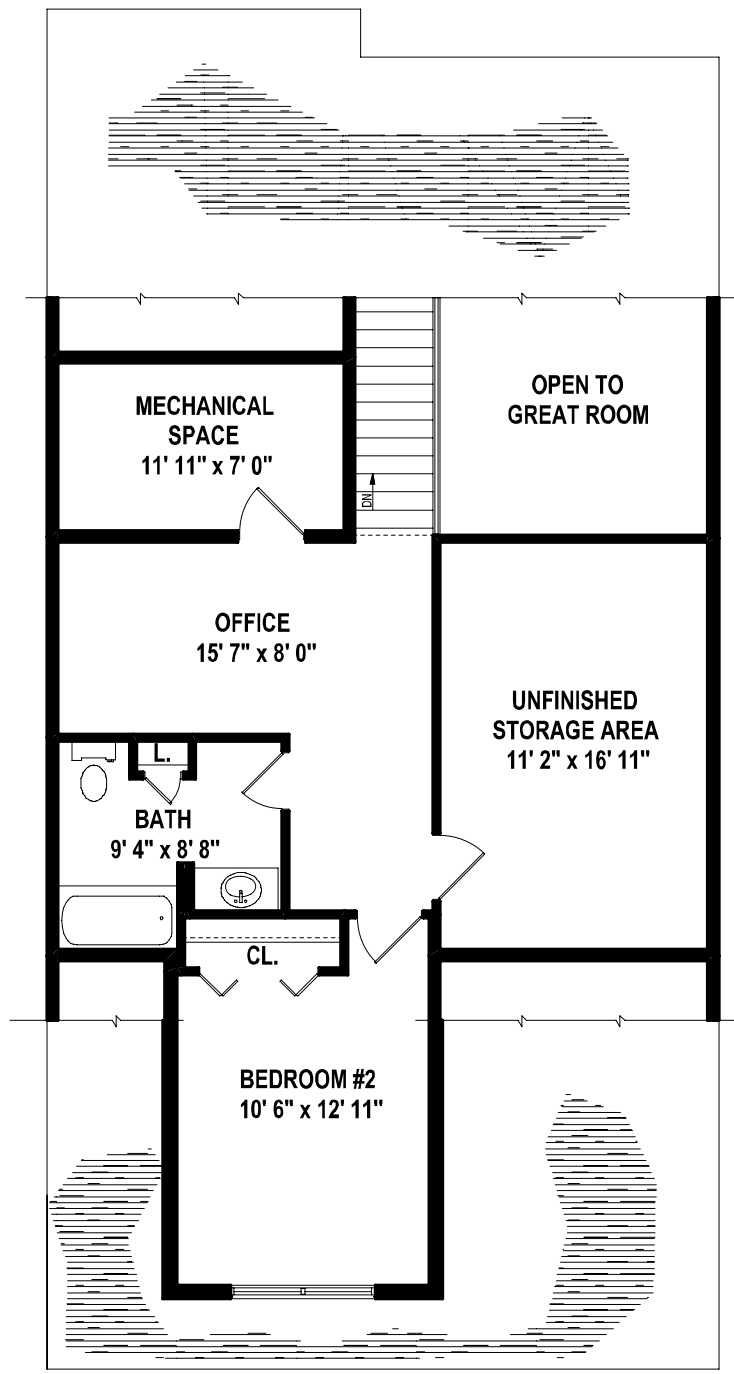 OPEN TO
GREAT ROOM
MECHANICAL
SPACE
11' 11" x 7' 0"
DN
OFFICE
15' 7" x 8' 0"
UNFINISHED
STORAGE AREA
11' 2" x 16' 11"
L.
BATH
9' 4" x 8' 8"
CL.
BEDROOM #2
10' 6" x 12' 11"